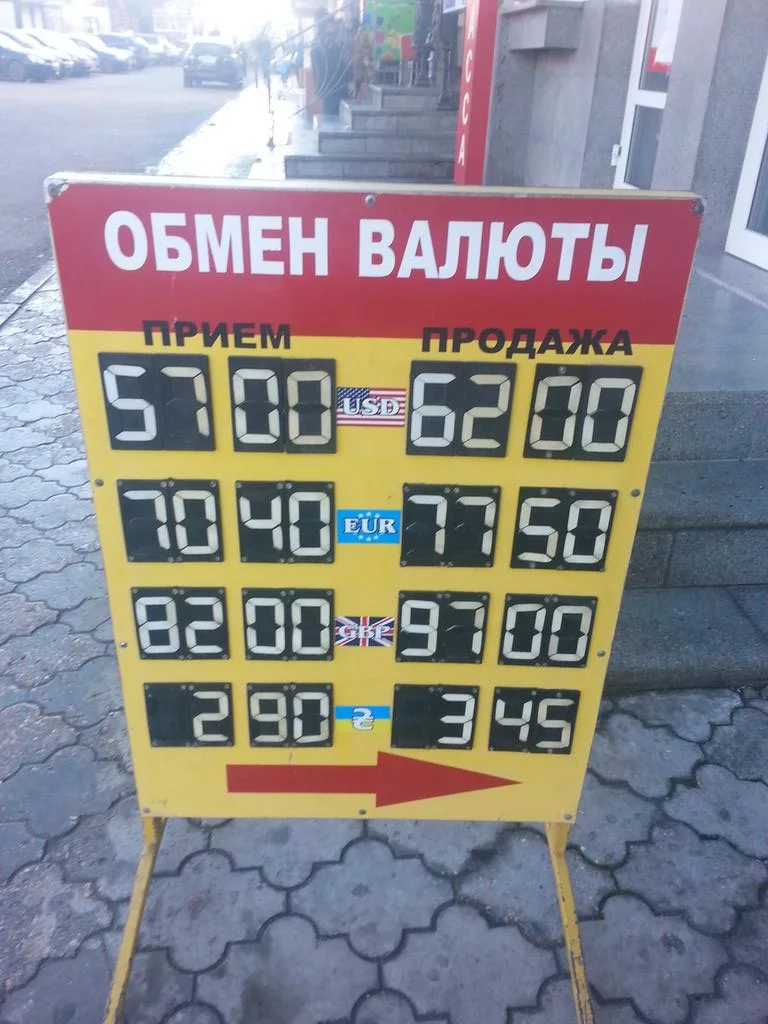 КАССА
ОБМЕН ВАЛЮТЫ
ПРИЕМ ПРОДАЖА
57 00 USD 62 00
70 40 EUR 77 50
82 00 GBP 97 00
2 90 ₴ 3 45